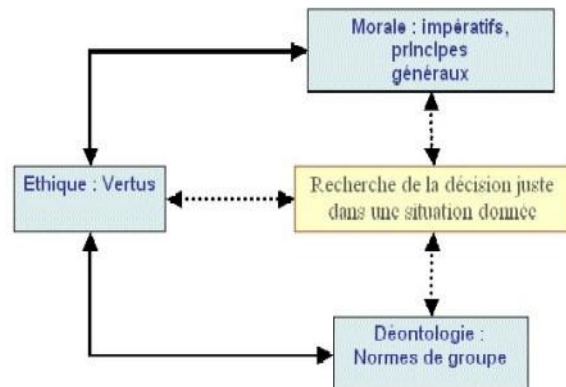 Morale : impératifs,
principes
généraux
Ethique : Vertus
Recherche de la décision juste
dans une situation donnée
Déontologie :
Normes de groupe